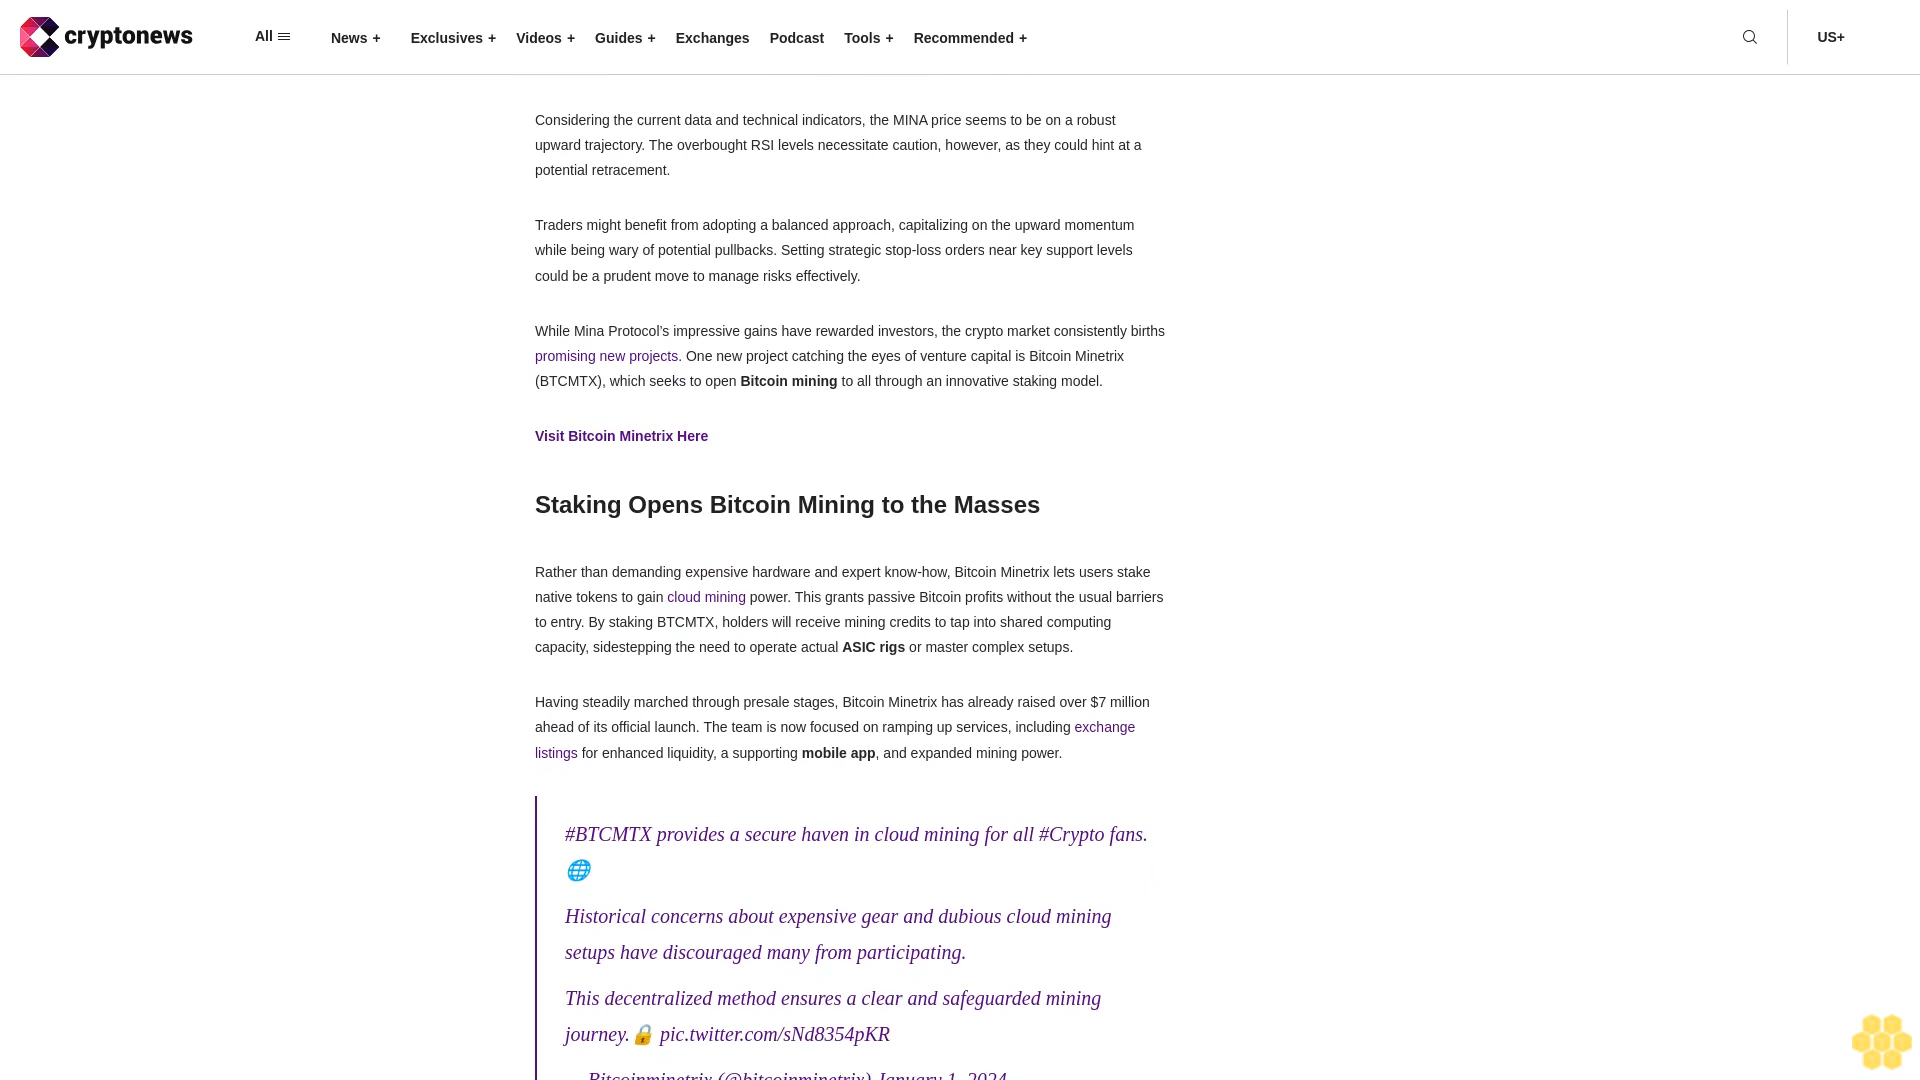 cryptonews
All
News +
Exclusives +
Videos +
Guides +
Exchanges
Podcast
Tools +
Recommended +
US+
Considering the current data and technical indicators, the MINA price seems to be on a robust
upward trajectory. The overbought RSI levels necessitate caution, however, as they could hint at a
potential retracement.
Traders might benefit from adopting a balanced approach, capitalizing on the upward momentum
while being wary of potential pullbacks. Setting strategic stop-loss orders near key support levels
could be a prudent move to manage risks effectively.
While Mina Protocol’s impressive gains have rewarded investors, the crypto market consistently births
promising new projects. One new project catching the eyes of venture capital is Bitcoin Minetrix
(BTCMTX), which seeks to open Bitcoin mining to all through an innovative staking model.
Visit Bitcoin Minetrix Here
Staking Opens Bitcoin Mining to the Masses
Rather than demanding expensive hardware and expert know-how, Bitcoin Minetrix lets users stake
native tokens to gain cloud mining power. This grants passive Bitcoin profits without the usual barriers
to entry. By staking BTCMTX, holders will receive mining credits to tap into shared computing
capacity, sidestepping the need to operate actual ASIC rigs or master complex setups.
Having steadily marched through presale stages, Bitcoin Minetrix has already raised over $7 million
ahead of its official launch. The team is now focused on ramping up services, including exchange
listings for enhanced liquidity, a supporting mobile app, and expanded mining power.
#BTCMTX provides a secure haven in cloud mining for all #Crypto fans.
🌐
Historical concerns about expensive gear and dubious cloud mining
setups have discouraged many from participating.
This decentralized method ensures a clear and safeguarded mining
journey.🔒 pic.twitter.com/sNd8354pKR
— Bitcoinminetrix (@bitcoinminetrix) January 1, 2024